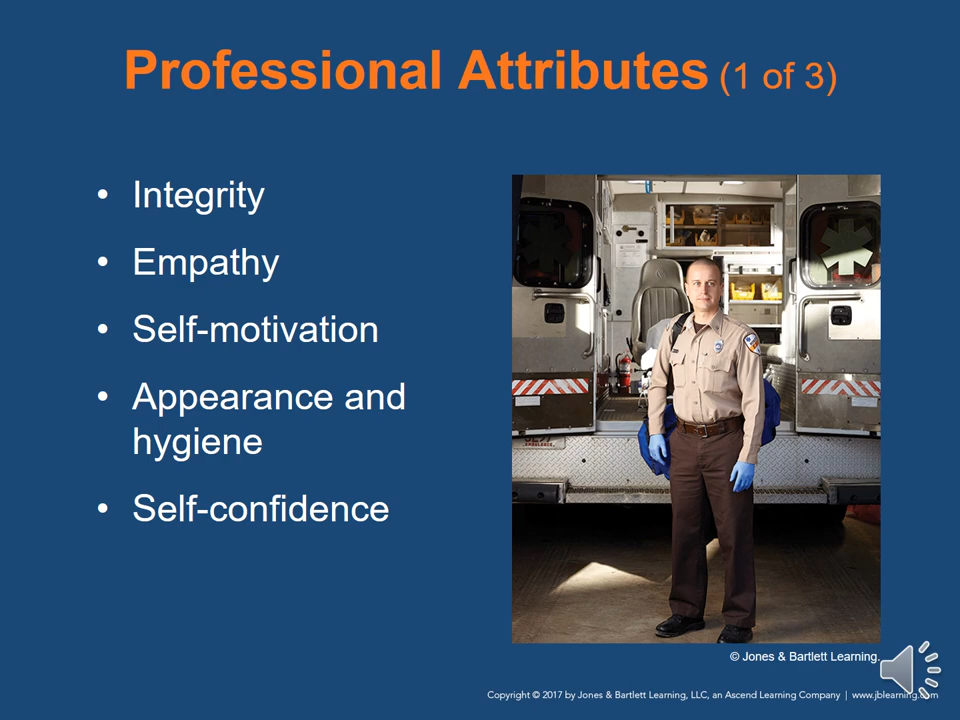 Professional Attributes (1 of 3)
• Integrity
• Empathy
• Self-motivation
• Appearance and
hygiene
• Self-confidence
© Jones & Bartlett Learning.
Copyright © 2017 by Jones & Bartlett Learning, LLC, an Ascend Learning Company | www.jblearning.com